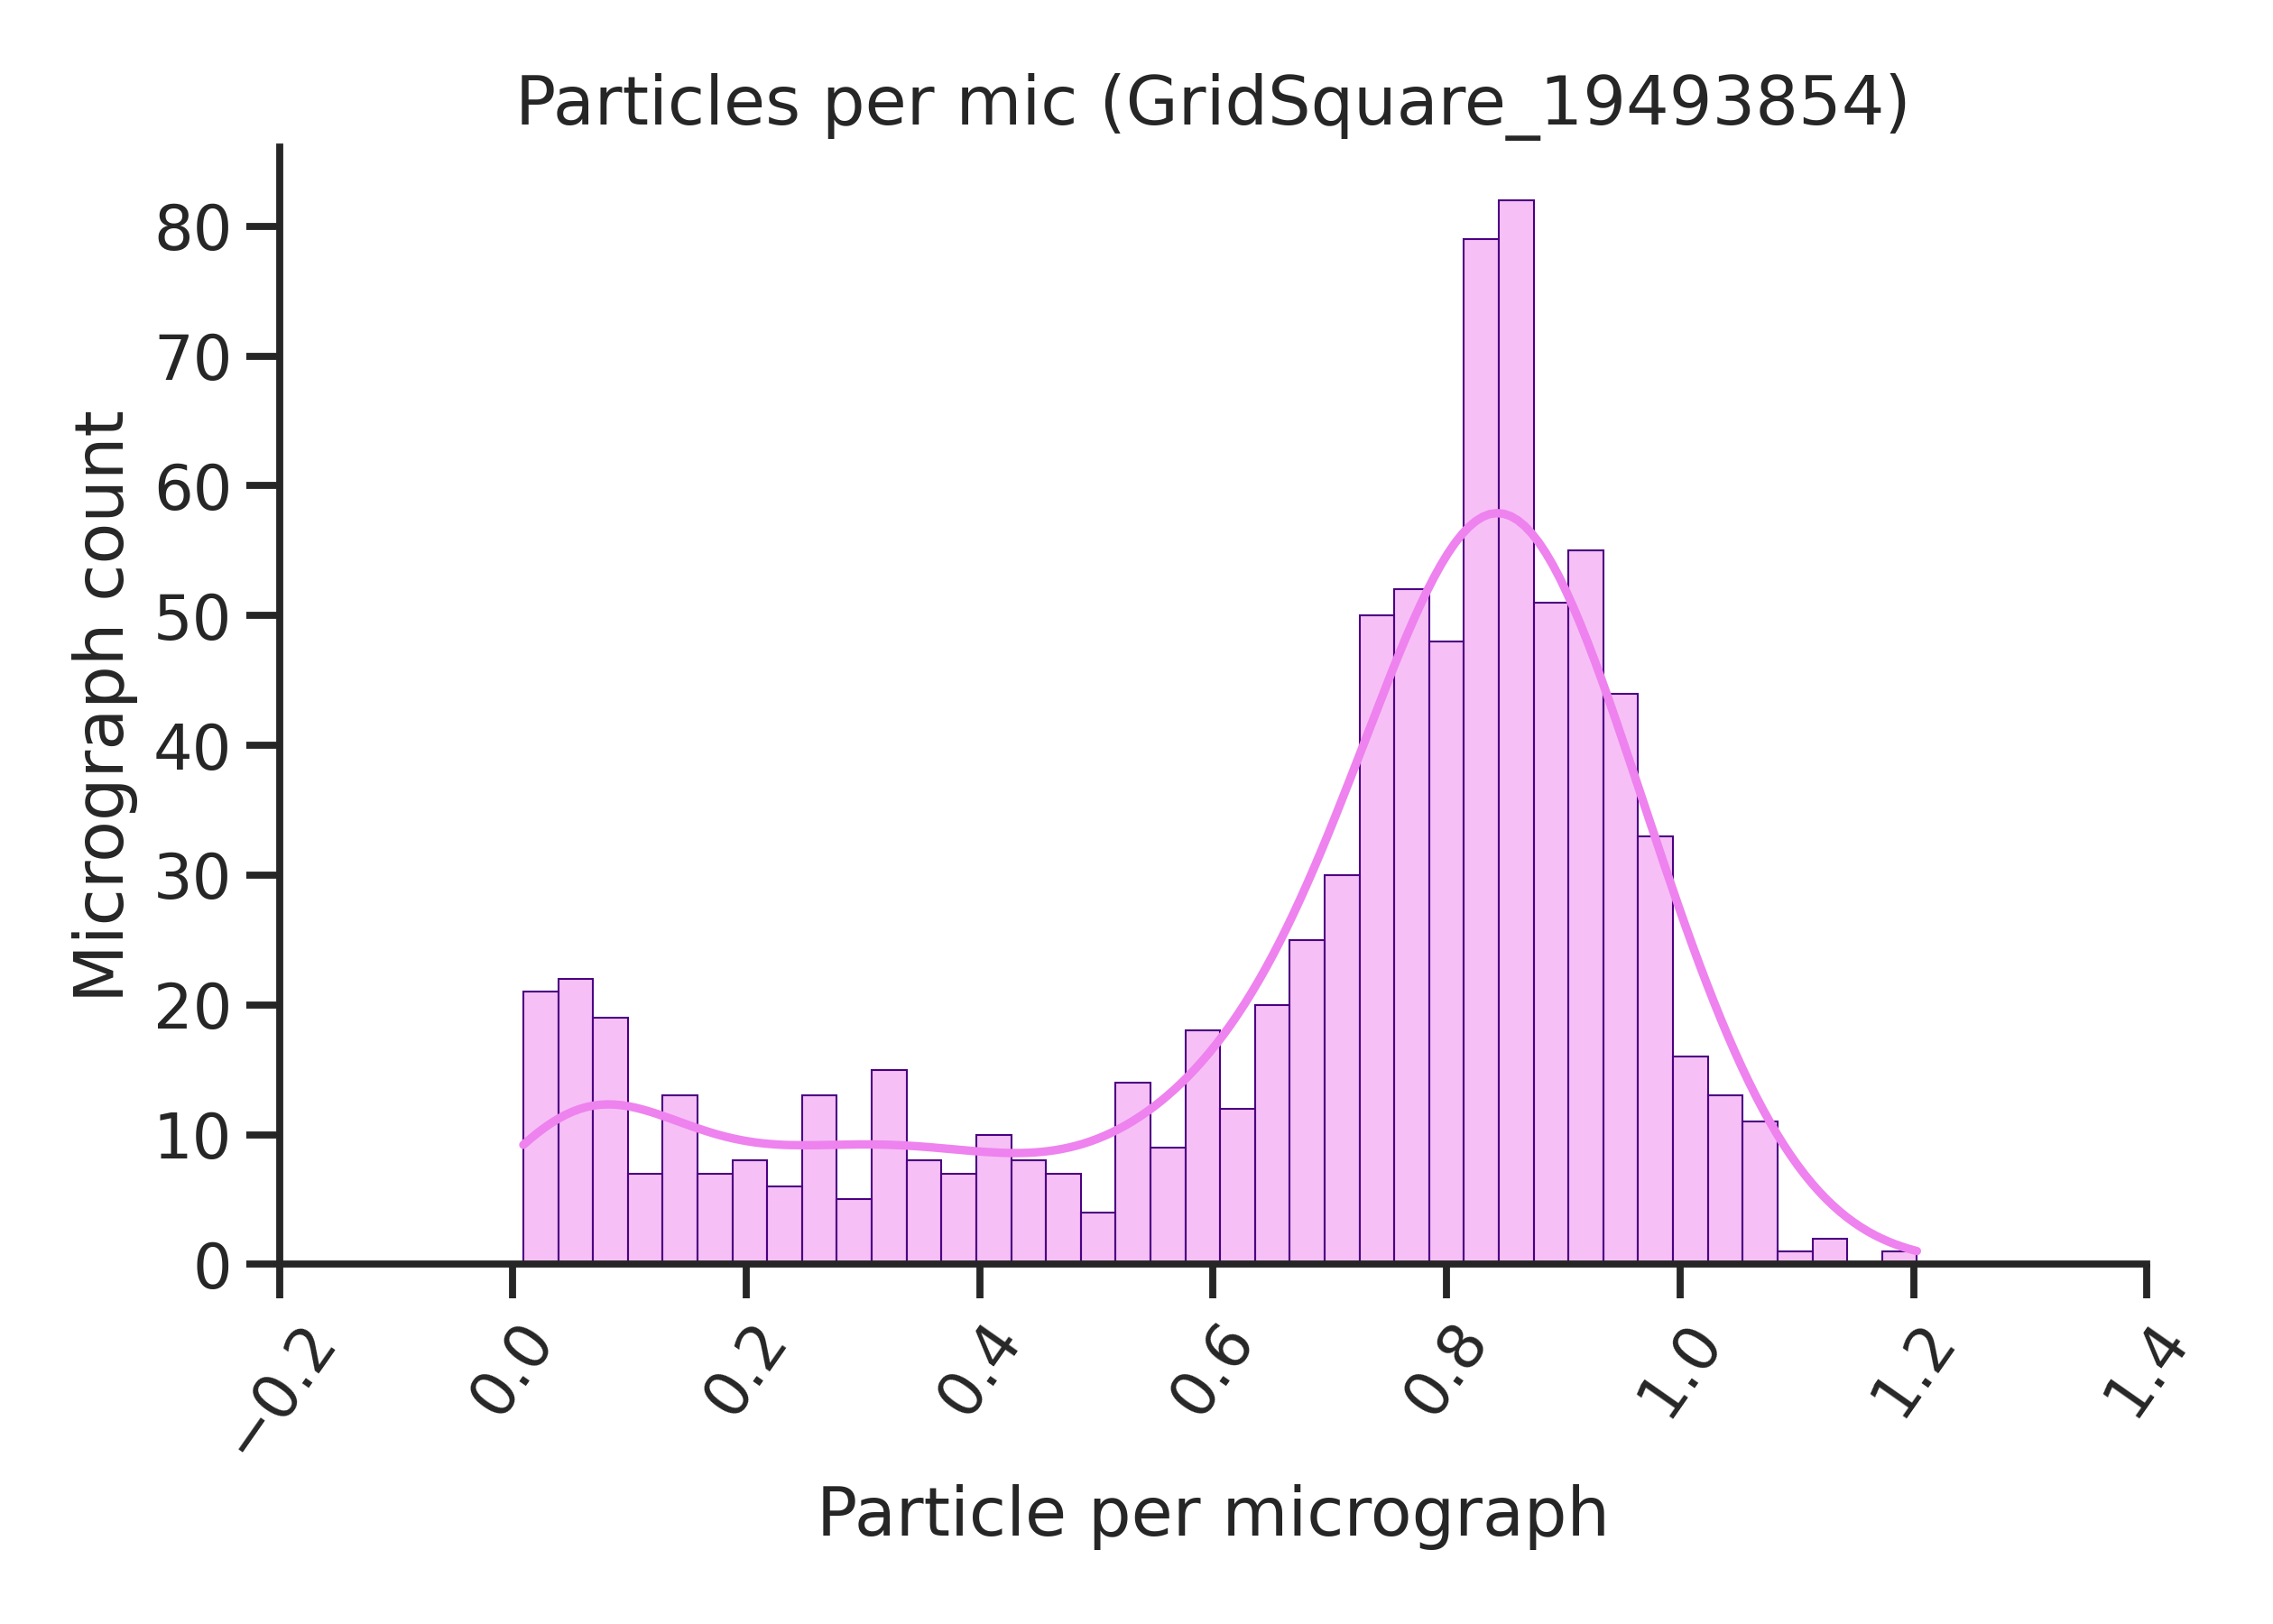 Particles per mic (GridSquare_19493854)
Micrograph count
80
70
60
50
40
30
20
10
0
−0.2 0.0 0.2 0.4 0.6 0.8 1.0 1.2 1.4
Particle per micrograph